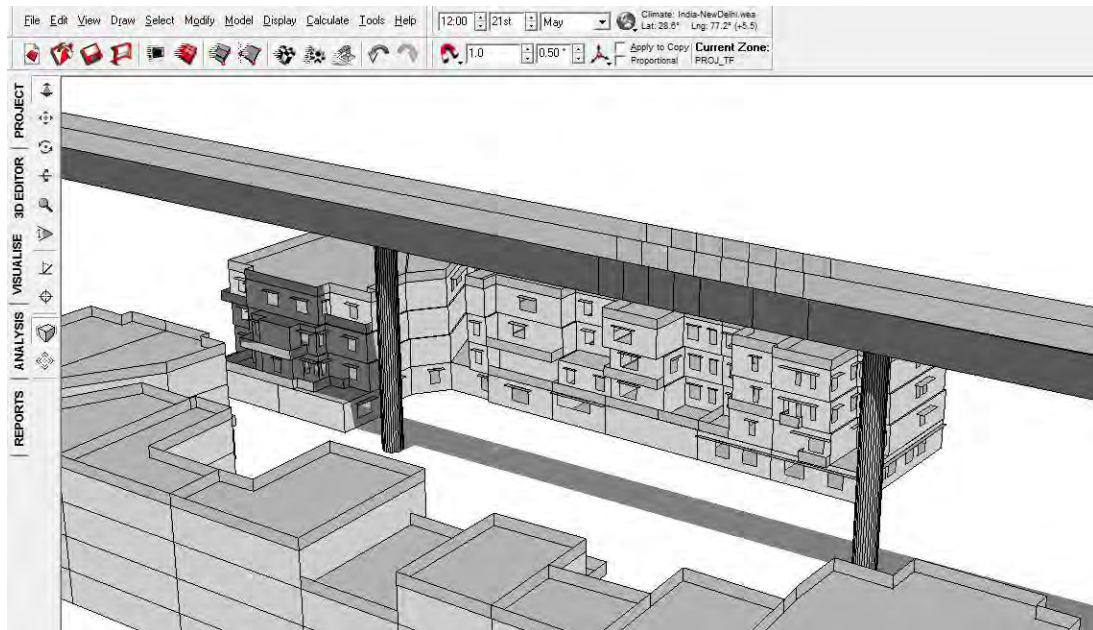 File Edit View Draw Select Modify Model Display Calculate Tools Help
12:00 21st May
Climate: India-NewDelhi.wea
Lat: 28.6° Lng: 77.2° (+5.5)
1.0 0.50 °
Apply to Copy
Proportional
Current Zone:
PROJ_TF
PROJECT
3D EDITOR
VISUALISE
ANALYSIS
REPORTS